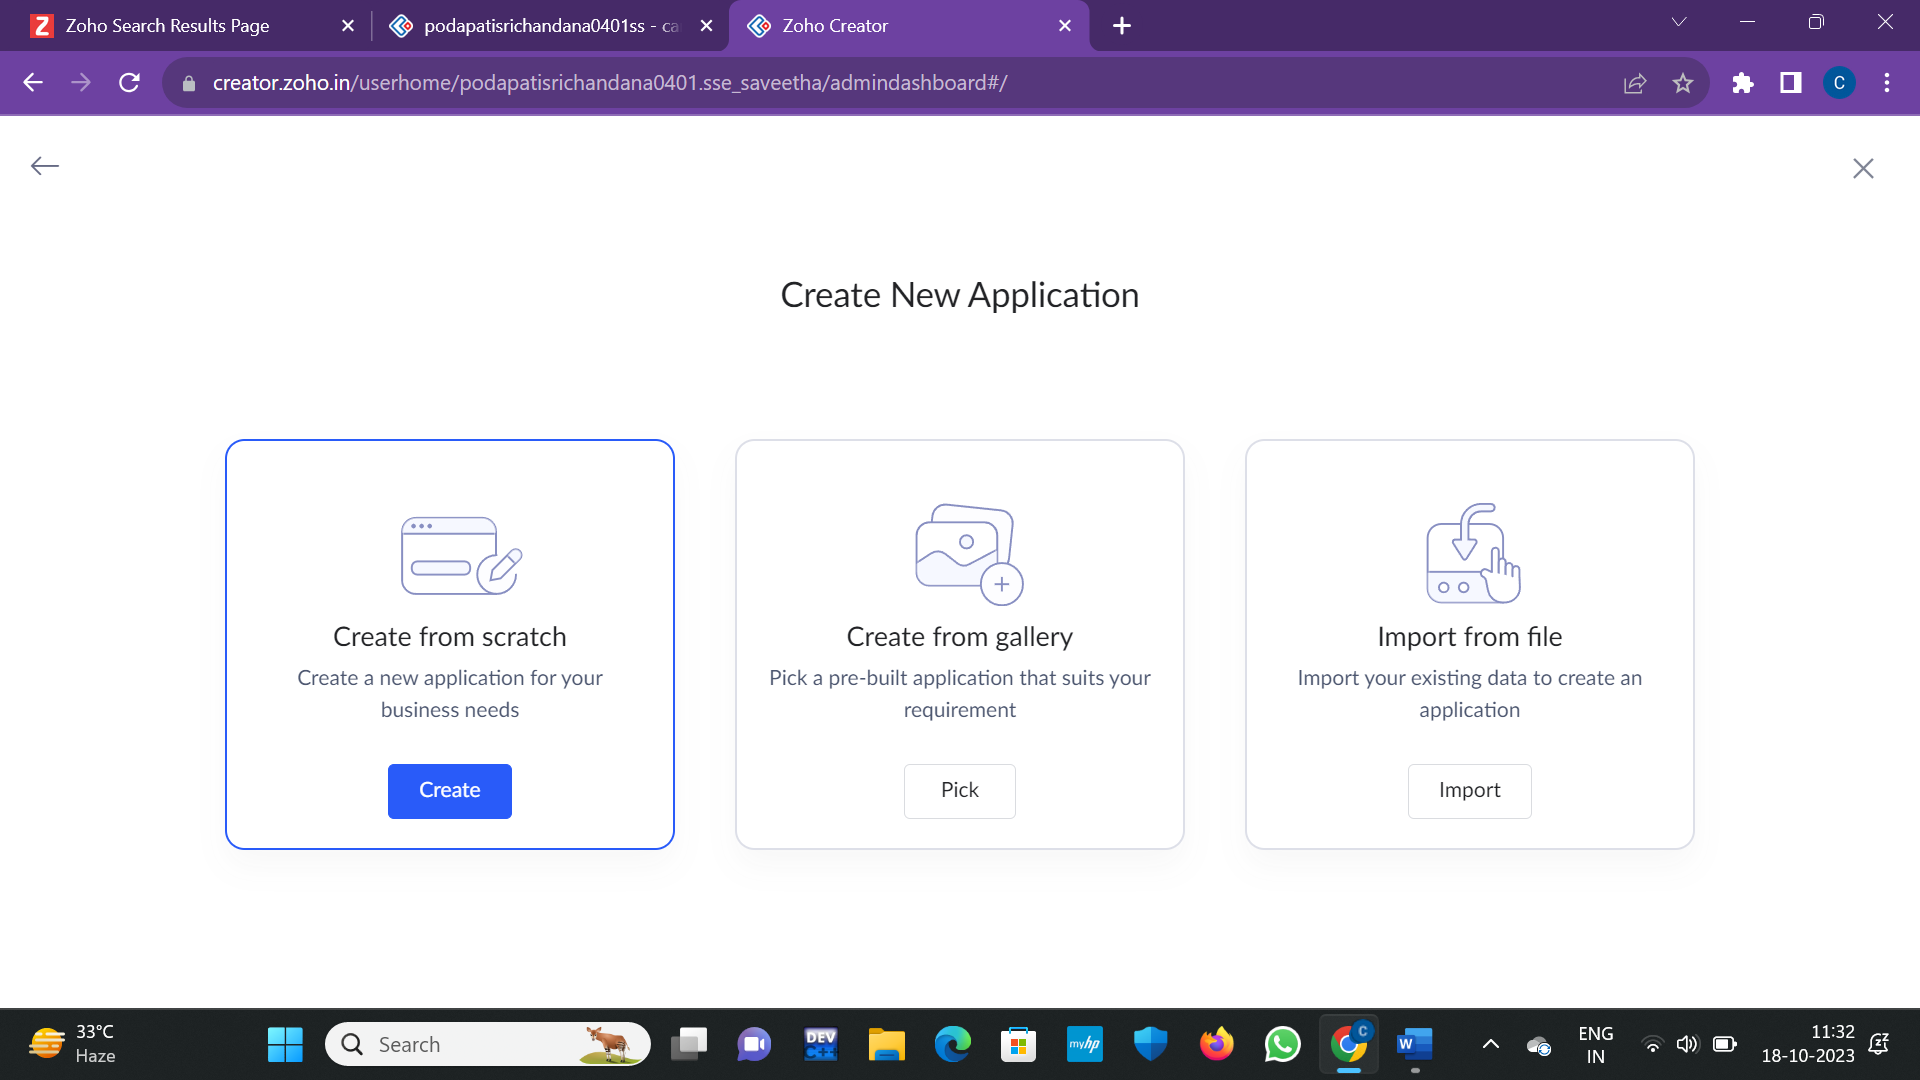 Zoho Search Results Page
podapatisrichandana0401ss - ca
Zoho Creator
creator.zoho.in/userhome/podapatisrichandana0401.sse_saveetha/admindashboard#/
C
Create New Application
Create from scratch
Create a new application for your
business needs
Create
Create from gallery
Pick a pre-built application that suits your
requirement
Pick
Import from file
Import your existing data to create an
application
Import
33°C
Haze
Search
DEV
C++
myhp
C
W
ENG
IN
11:32
18-10-2023